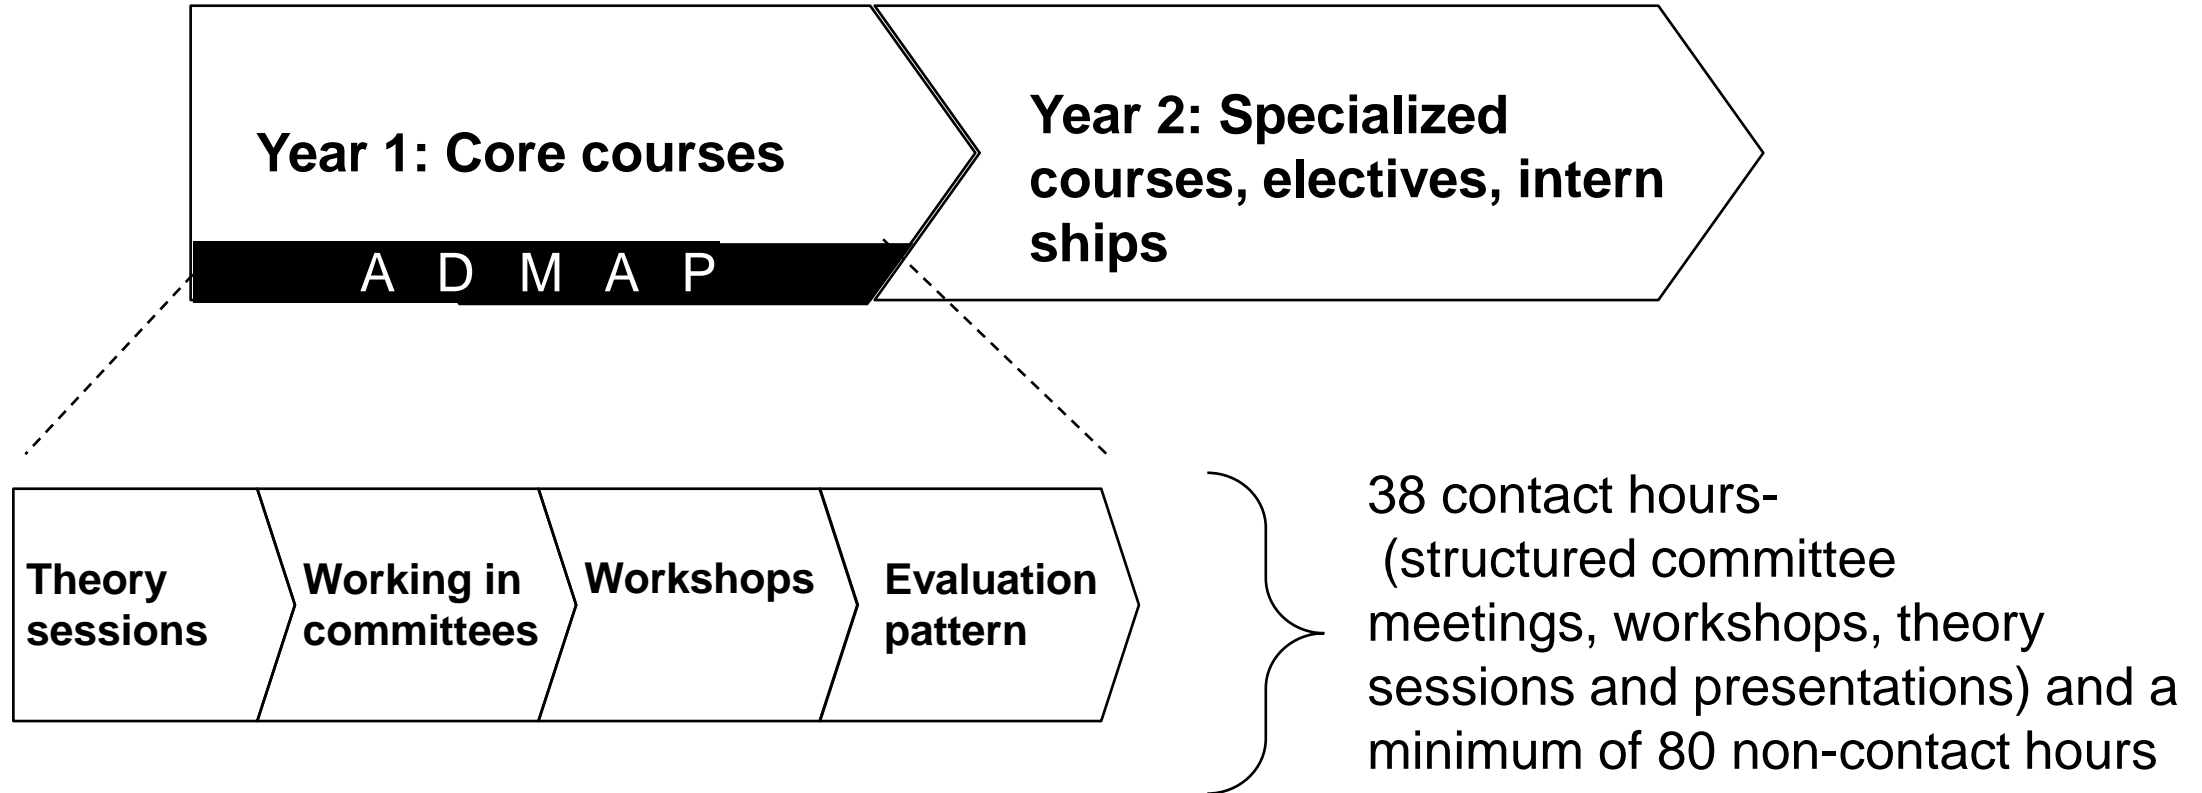 Year 1: Core courses
Year 2: Specialized
courses, electives, intern
ships
A D M A P
Theory
sessions
Working in
committees
Workshops
Evaluation
pattern
38 contact hours-
(structured committee
meetings, workshops, theory
sessions and presentations) and a
minimum of 80 non-contact hours